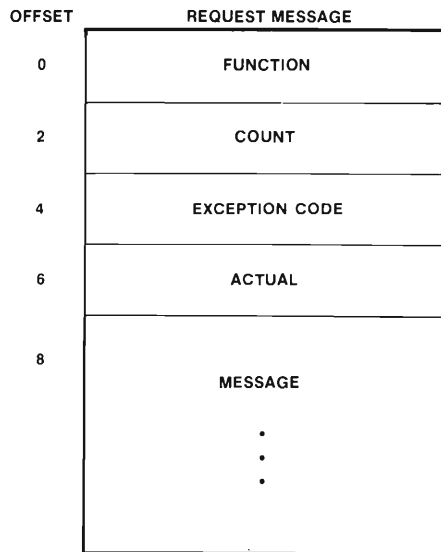 OFFSET REQUEST MESSAGE
0 FUNCTION
2 COUNT
4 EXCEPTION CODE
6 ACTUAL
8
MESSAGE
•
•
•